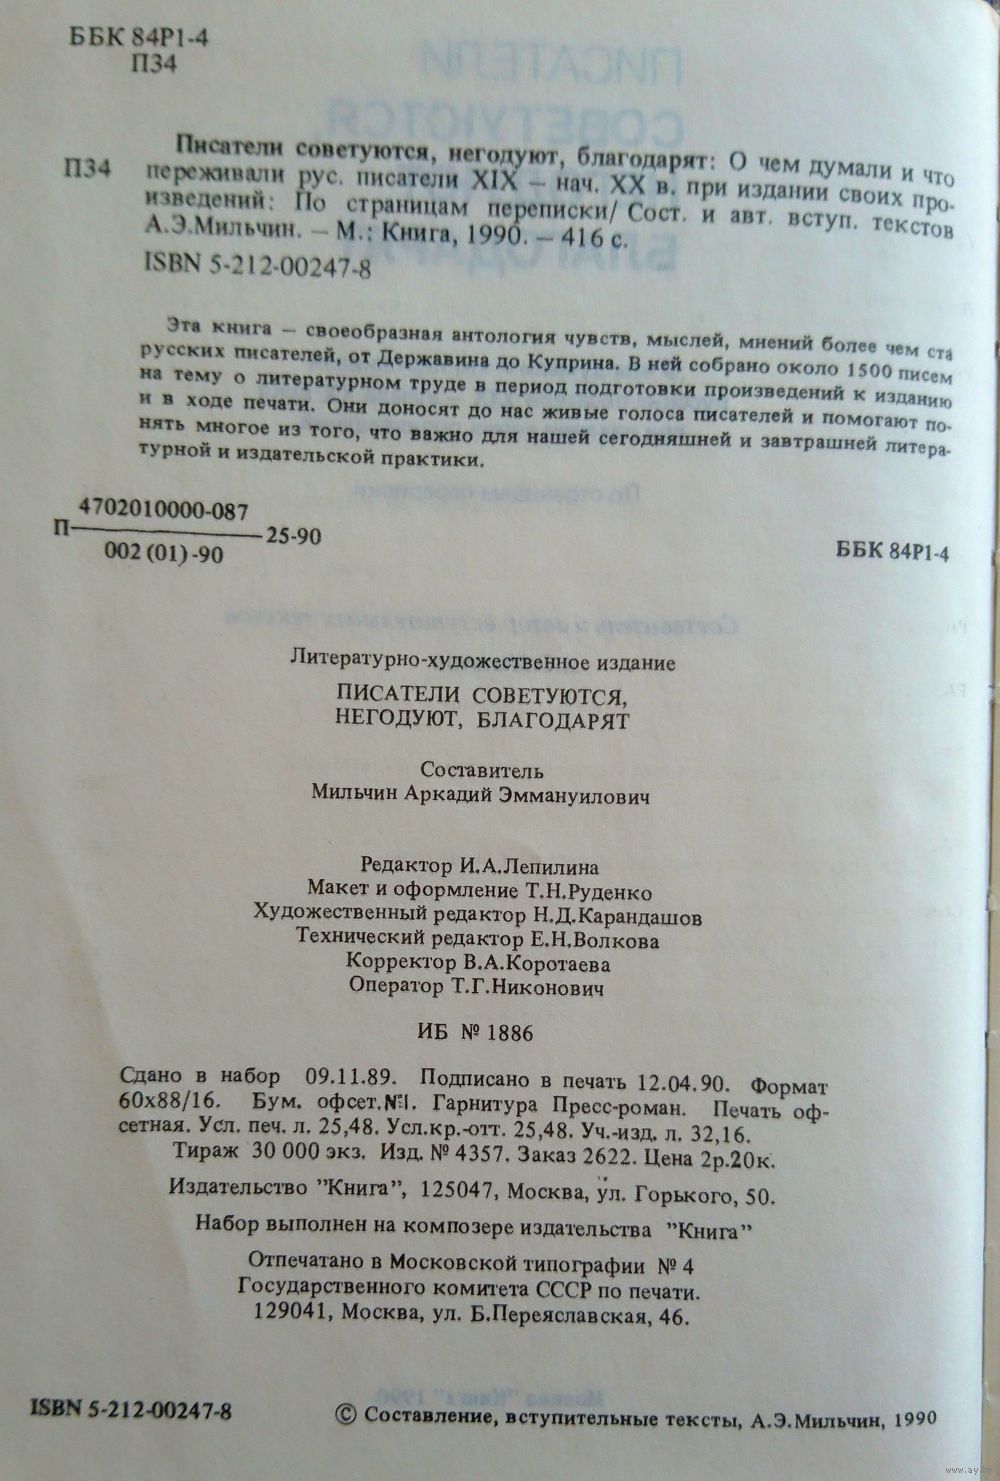 ББК 84Р1-4
П34
Писатели советуются, негодуют, благодарят: О чем думали и что
П34 переживали рус. писатели XIX – нач. XX в. при издании своих про-
изведений: По страницам переписки/ Сост. и авт. вступ. текстов
А.Э.Мильчин. – М.: Книга, 1990. – 416 с.
ISBN 5-212-00247-8
Эта книга – своеобразная антология чувств, мыслей, мнений более чем ста
русских писателей, от Державина до Куприна. В ней собрано около 1500 писем
на тему о литературном труде в период подготовки произведений к изданию
и в ходе печати. Они доносят до нас живые голоса писателей и помогают по-
нять многое из того, что важно для нашей сегодняшней и завтрашней литера-
турной и издательской практики.
4702010000-087
П 25-90
002 (01) -90
ББК 84Р1-4
Литературно-художественное издание
ПИСАТЕЛИ СОВЕТУЮТСЯ,
НЕГОДУЮТ, БЛАГОДАРЯТ
Составитель
Мильчин Аркадий Эммануилович
Редактор И.А.Лепилина
Макет и оформление Т.Н.Руденко
Художественный редактор Н.Д.Карандашов
Технический редактор Е.Н.Волкова
Корректор В.А.Коротаева
Оператор Т.Г.Никонович
ИБ № 1886
Сдано в набор 09.11.89. Подписано в печать 12.04.90. Формат
60х88/16. Бум. офсет.№1. Гарнитура Пресс-роман. Печать оф-
сетная. Усл. печ. л. 25,48. Усл.кр.-отт. 25,48. Уч.-изд. л. 32,16.
Тираж 30 000 экз. Изд. № 4357. Заказ 2622. Цена 2р.20к.
Издательство ”Книга”, 125047, Москва, ул. Горького, 50.
Набор выполнен на композере издательства ”Книга”
Отпечатано в Московской типографии № 4
Государственного комитета СССР по печати.
129041, Москва, ул. Б.Переяславская, 46.
ISBN 5-212-00247-8
© Составление, вступительные тексты, А.Э.Мильчин, 1990